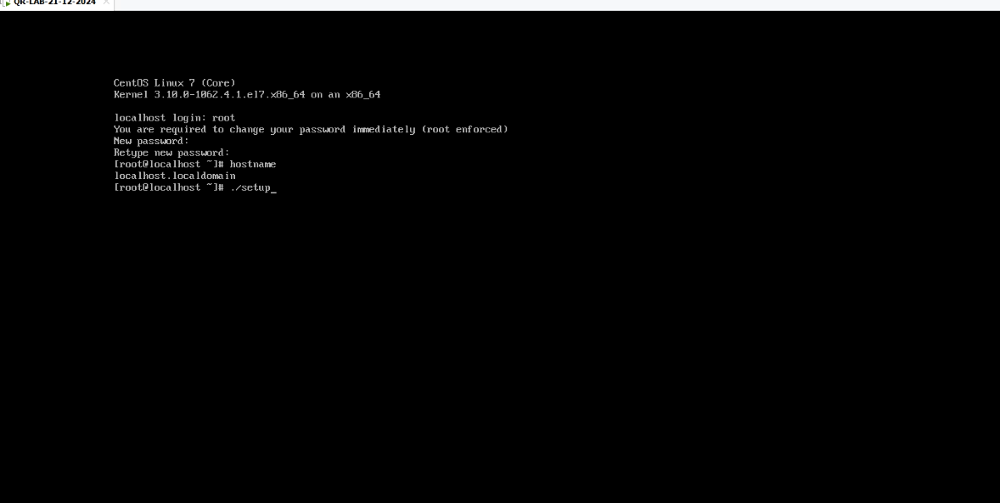 QR-LAB-21-12-2024
CentOS Linux 7 (Core)
Kernel 3.10.0-1062.4.1.el7.x86_64 on an x86_64
localhost login: root
You are required to change your password immediately (root enforced)
New password:
Retype new password:
[root@localhost ~]# hostname
localhost.localdomain
[root@localhost ~]# ./setup_